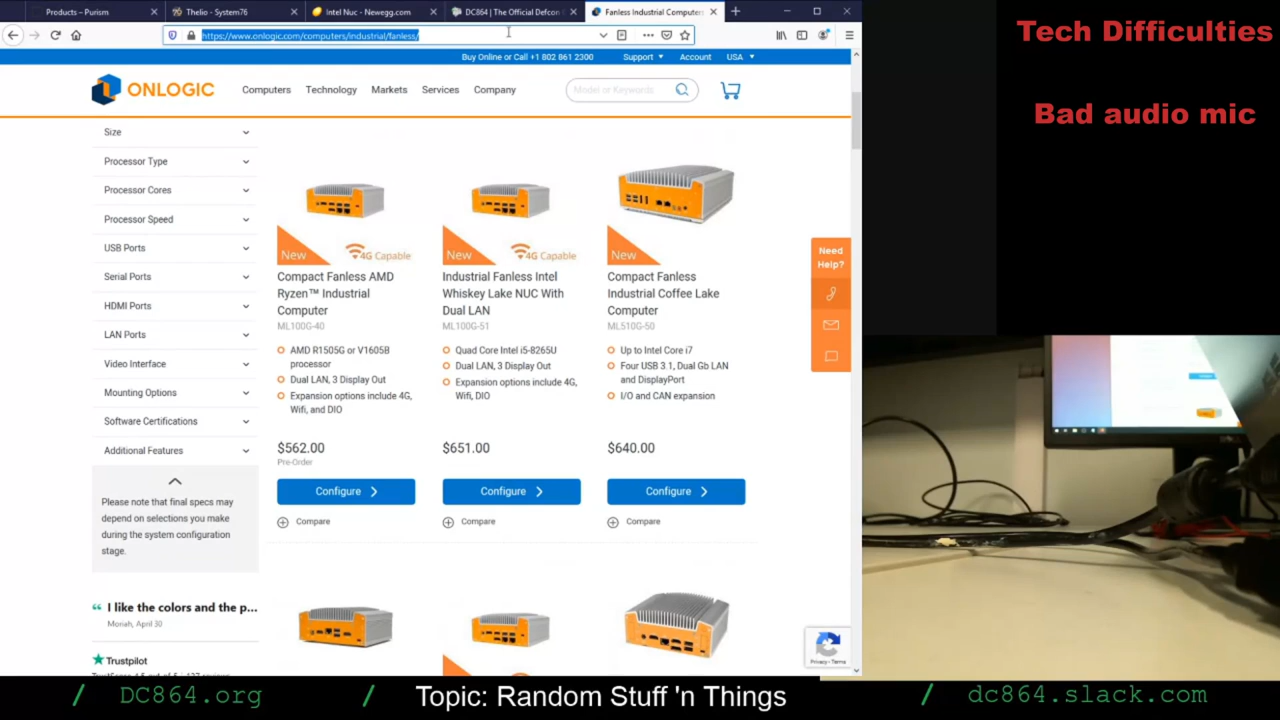 Products – Purism
Thelio - System76
Intel Nuc - Newegg.com
DC864 | The Official Defcon
Fanless Industrial Computers
https://www.onlogic.com/computers/industrial/fanless/
Buy Online or Call +1 802 861 2300
Support
Account
USA
ONLOGIC
Computers
Technology
Markets
Services
Company
Model or Keywords
Size
Processor Type
Processor Cores
Processor Speed
USB Ports
Serial Ports
HDMI Ports
LAN Ports
Video Interface
Mounting Options
Software Certifications
Additional Features
Please note that final specs may
depend on selections you make
during the system configuration
stage.
I like the colors and the p...
Moriah, April 30
Trustpilot
New
4G Capable
Compact Fanless AMD
Ryzen™ Industrial
Computer
ML100G-40
AMD R1505G or V1605B
processor
Dual LAN, 3 Display Out
Expansion options include 4G,
Wifi, and DIO
$562.00
Pre-Order
Configure
Compare
New
4G Capable
Industrial Fanless Intel
Whiskey Lake NUC With
Dual LAN
ML100G-51
Quad Core Intel i5-8265U
Dual LAN, 3 Display Out
Expansion options include 4G,
Wifi, DIO
$651.00
Configure
Compare
New
Compact Fanless
Industrial Coffee Lake
Computer
ML510G-50
Up to Intel Core i7
Four USB 3.1, Dual Gb LAN
and DisplayPort
I/O and CAN expansion
$640.00
Configure
Compare
Need
Help?
Privacy - Terms
Tech Difficulties
Bad audio mic
/ DC864.org
/ Topic: Random Stuff 'n Things
/ dc864.slack.com